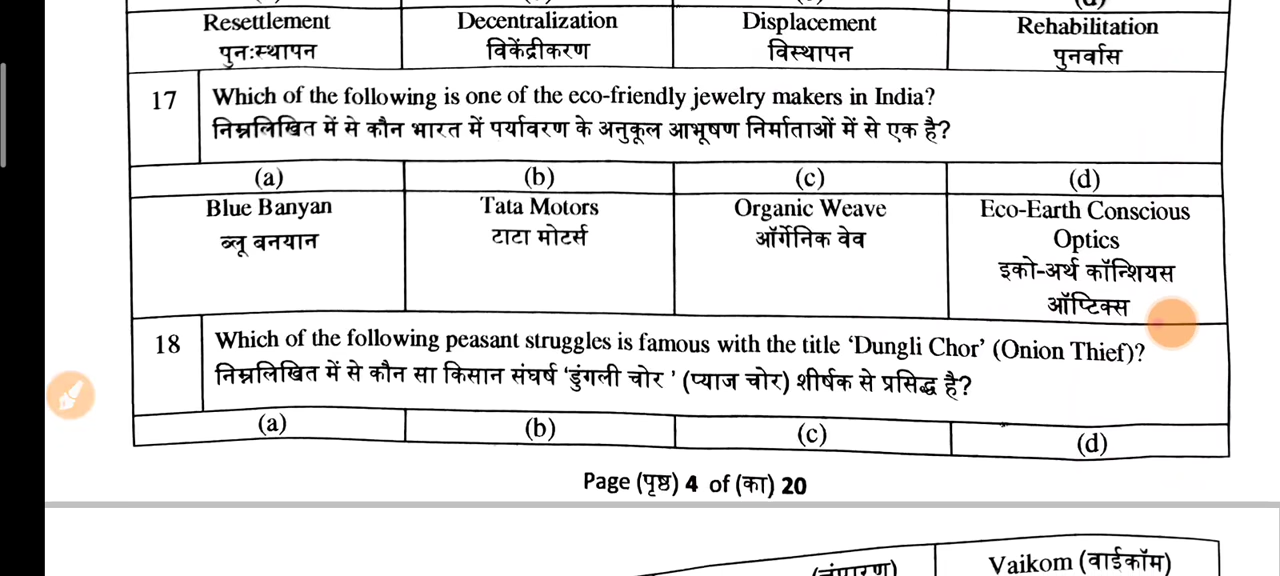 (d)
Resettlement
पुनःस्थापन
Decentralization
विकेंद्रीकरण
Displacement
विस्थापन
Rehabilitation
पुनर्वास
17
Which of the following is one of the eco-friendly jewelry makers in India?
निम्नलिखित में मे कौन भारत में पर्यावरण के अनुकूल आभूषण निर्माताओं में से एक है?
(a)
(b)
(c)
(d)
Blue Banyan
ब्लू बनयान
Tata Motors
टाटा मोटर्स
Organic Weave
ऑर्गेनिक वेव
Eco-Earth Conscious
Optics
इको-अर्थ कॉन्शियस
ऑप्टिक्स
18
Which of the following peasant struggles is famous with the title ‘Dungli Chor’ (Onion Thief)?
निम्नलिखित में से कौन सा किसान संघर्ष ‘डुंगली चोर ’ (प्याज चोर) शीर्षक से प्रसिद्ध है?
(a)
(b)
(c)
(d)
Page (पृष्ठ) 4 of (का) 20
Vaikom (वाईकॉम)